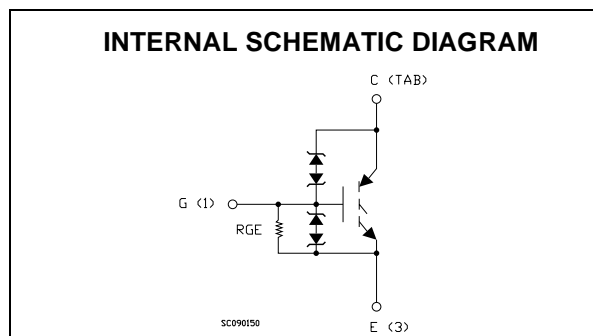 INTERNAL SCHEMATIC DIAGRAM
C (TAB)
G (1)
RGE
SC090150
E (3)